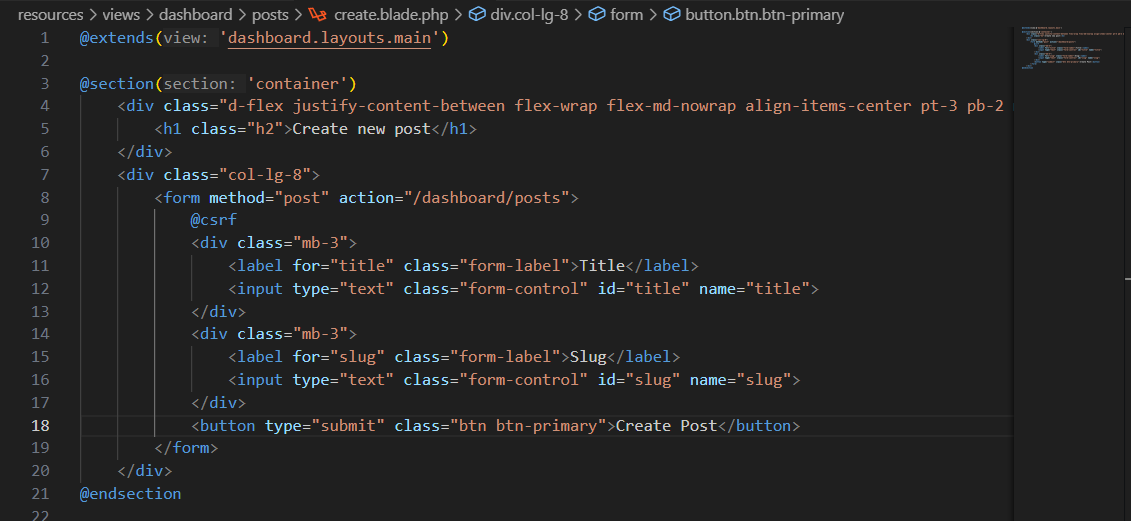 resources > views > dashboard > posts > create.blade.php > div.col-lg-8 > form > button.btn.btn-primary
1 @extends(view: 'dashboard.layouts.main')
2
3 @section(section: 'container')
4 <div class="d-flex justify-content-between flex-wrap flex-md-nowrap align-items-center pt-3 pb-2
5 <h1 class="h2">Create new post</h1>
6 </div>
7 <div class="col-lg-8">
8 <form method="post" action="/dashboard/posts">
9 @csrf
10 <div class="mb-3">
11 <label for="title" class="form-label">Title</label>
12 <input type="text" class="form-control" id="title" name="title">
13 </div>
14 <div class="mb-3">
15 <label for="slug" class="form-label">Slug</label>
16 <input type="text" class="form-control" id="slug" name="slug">
17 </div>
18 <button type="submit" class="btn btn-primary">Create Post</button>
19 </form>
20 </div>
21 @endsection
22